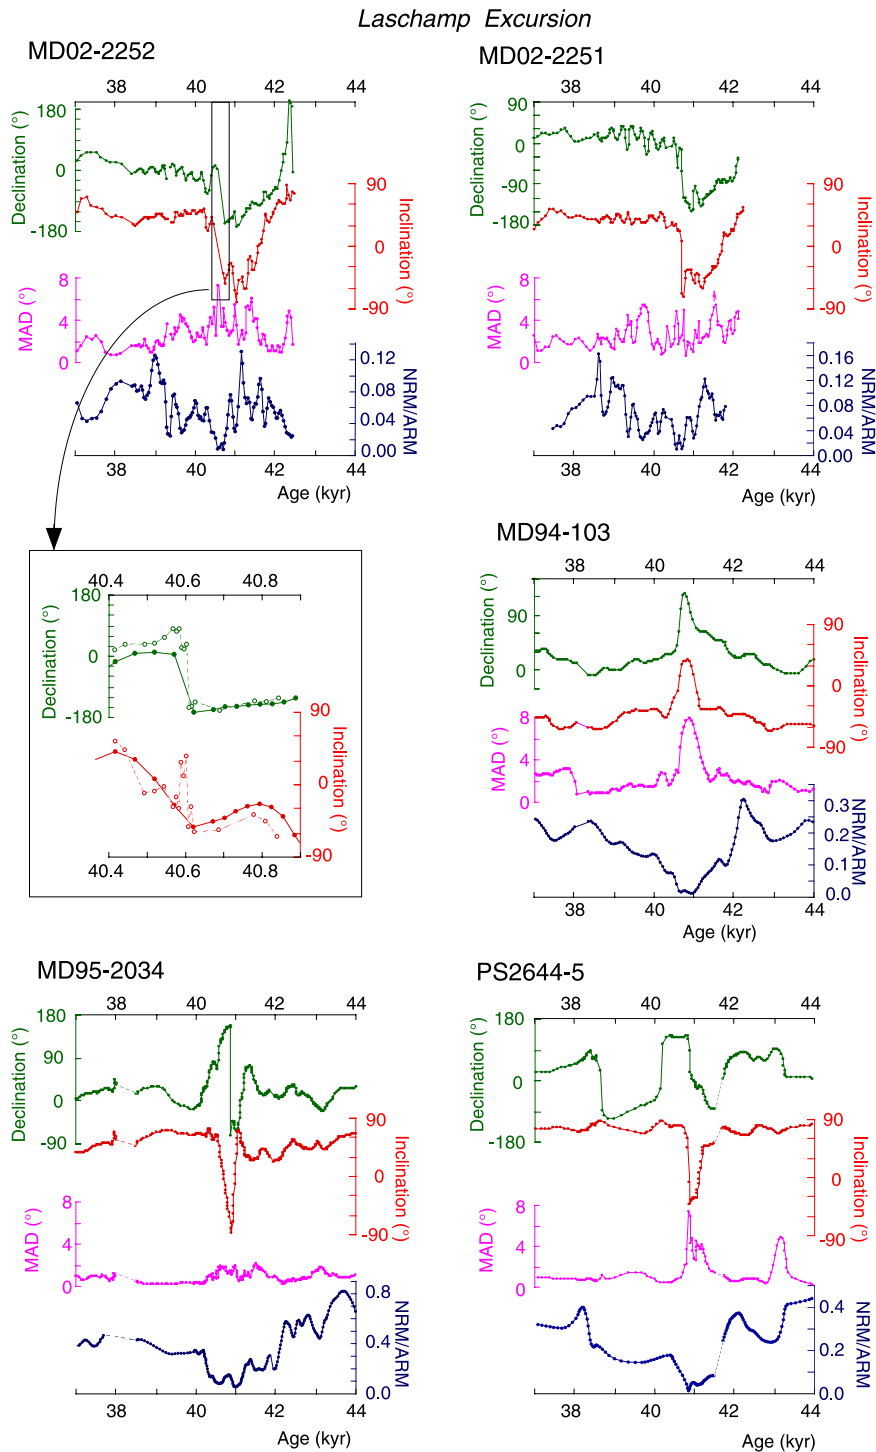 Laschamp Excursion
MD02-2252
38 40 42 44
180
0
-180
Declination (°)
90
0
-90
Inclination (°)
8
4
0
MAD (°)
0.12
0.08
0.04
0.00
NRM/ARM
38 40 42 44
Age (kyr)
MD02-2251
38 40 42 44
90
0
-90
-180
Declination (°)
90
0
-90
Inclination (°)
8
4
0
MAD (°)
0.16
0.12
0.08
0.04
0.00
NRM/ARM
38 40 42 44
Age (kyr)
40.4 40.6 40.8
180
0
-180
Declination (°)
90
0
-90
Inclination (°)
40.4 40.6 40.8
MD94-103
38 40 42 44
90
0
Declination (°)
90
0
-90
Inclination (°)
8
4
0
MAD (°)
0.3
0.2
0.1
0.0
NRM/ARM
38 40 42 44
Age (kyr)
MD95-2034
38 40 42 44
180
90
0
-90
Declination (°)
90
0
-90
Inclination (°)
8
4
0
MAD (°)
0.8
0.4
0.0
NRM/ARM
38 40 42 44
Age (kyr)
PS2644-5
38 40 42 44
180
0
-180
Declination (°)
90
0
-90
Inclination (°)
8
4
0
MAD (°)
0.4
0.2
0.0
NRM/ARM
38 40 42 44
Age (kyr)